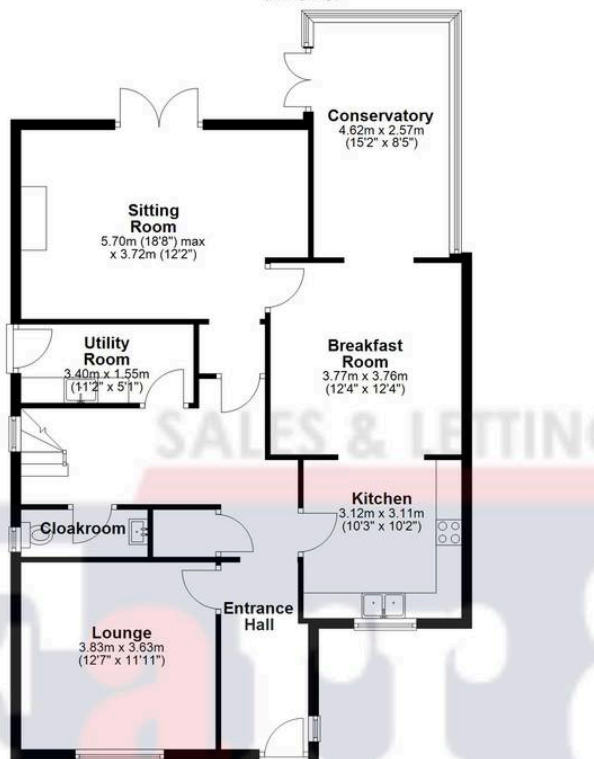 Conservatory
4.62m x 2.57m
(15'2" x 8'5")
Sitting
Room
5.70m (18'8") max
x 3.72m (12'2")
Utility
Room
3.40m x 1.55m
(11'2" x 5'1")
Breakfast
Room
3.77m x 3.76m
(12'4" x 12'4")
SALES & LETTING
Kitchen
3.12m x 3.11m
(10'3" x 10'2")
Cloakroom
Entrance
Hall
Lounge
3.83m x 3.63m
(12'7" x 11'11")